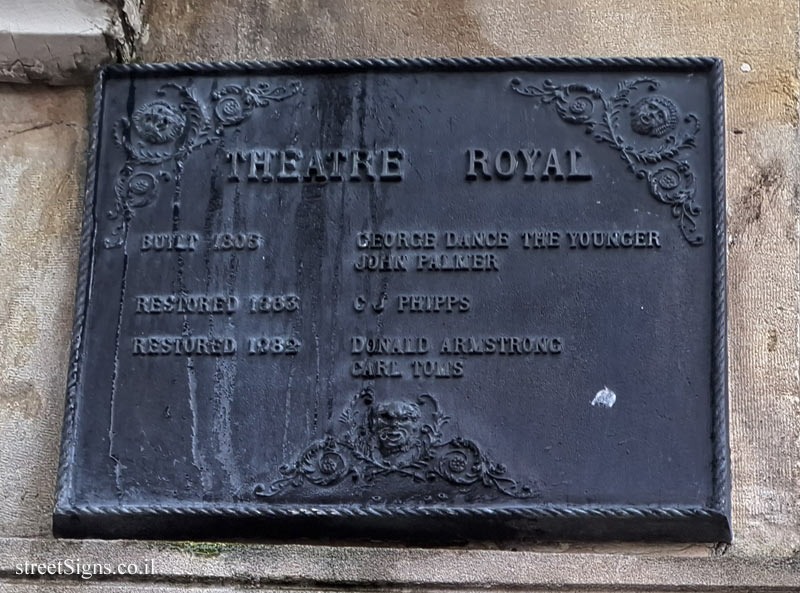 THEATRE ROYAL
BUILT 1805 GEORGE DANCE THE YOUNGER
JOHN PALMER
RESTORED 1863 C J PHIPPS
RESTORED 1982 DONALD ARMSTRONG
CARL TOMS
streetSigns.co.il